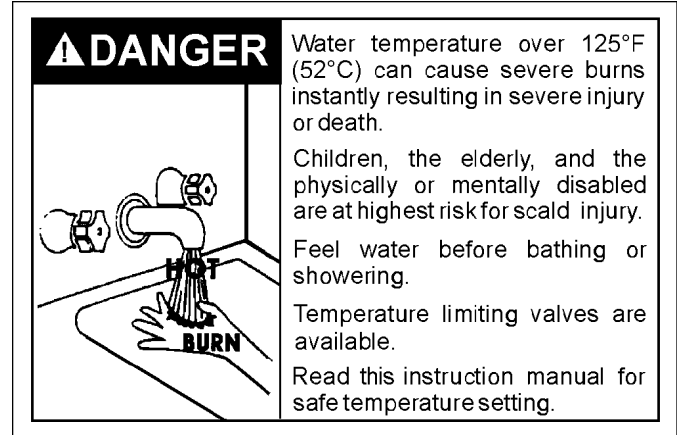 DANGER
Water temperature over 125°F
(52°C) can cause severe burns
instantly resulting in severe injury
or death.
Children, the elderly, and the
physically or mentally disabled
are at highest risk for scald injury.
Feel water before bathing or
showering.
Temperature limiting valves are
available.
Read this instruction manual for
safe temperature setting.
HOT
BURN